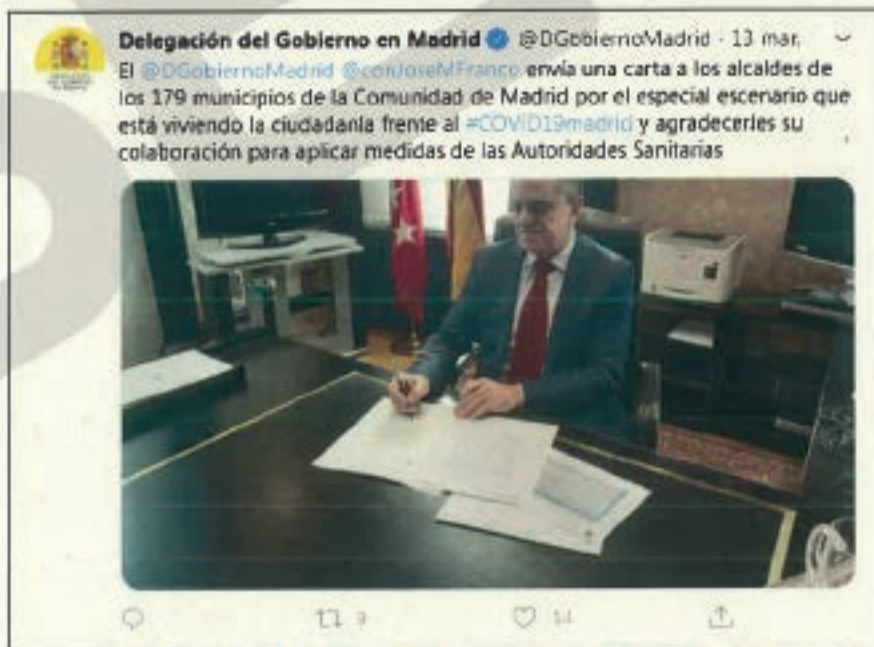 Delegación del Gobierno en Madrid @DGobiernoMadrid · 13 mar.
El @DGobiernoMadrid @conJoseMFranco envía una carta a los alcaldes de
los 179 municipios de la Comunidad de Madrid por el especial escenario que
está viviendo la ciudadanía frente al #COVID19madrid y agradecerles su
colaboración para aplicar medidas de las Autoridades Sanitarias
9 14